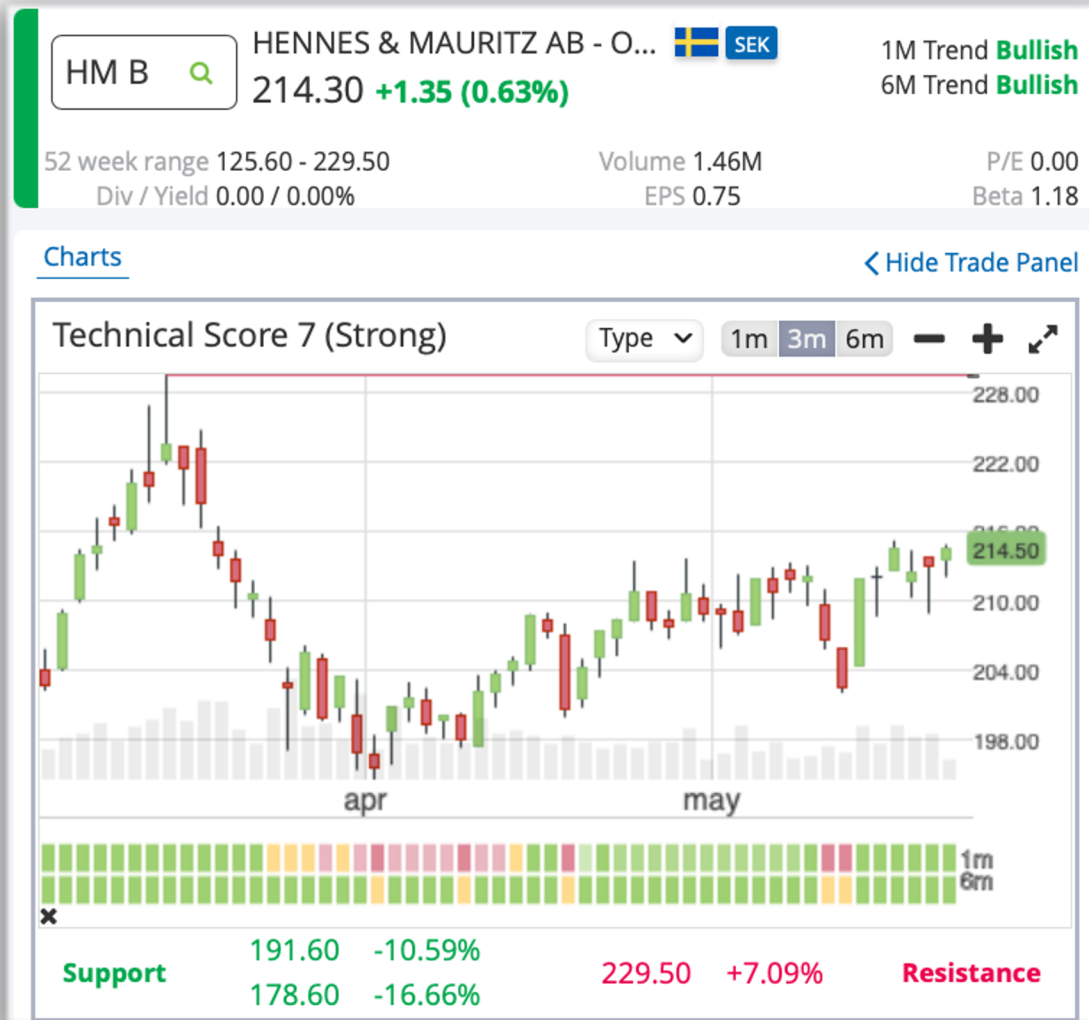 HM B
HENNES & MAURITZ AB - O...
SEK
214.30 +1.35 (0.63%)
1M Trend Bullish
6M Trend Bullish
52 week range 125.60 - 229.50
Volume 1.46M
P/E 0.00
Div / Yield 0.00 / 0.00%
EPS 0.75
Beta 1.18
Charts
Hide Trade Panel
Technical Score 7 (Strong)
Type
1m 3m 6m
228.00
222.00
214.50
210.00
204.00
198.00
apr may
1m
6m
Support
191.60 -10.59%
178.60 -16.66%
229.50 +7.09%
Resistance